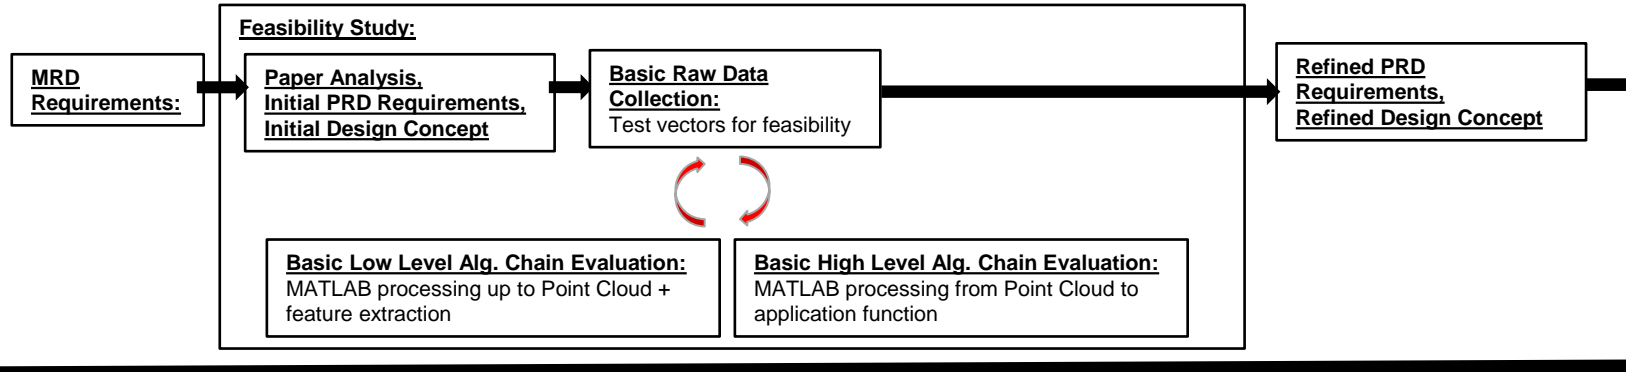 Feasibility Study:
MRD
Requirements:
Paper Analysis,
Initial PRD Requirements,
Initial Design Concept
Basic Raw Data
Collection:
Test vectors for feasibility
Refined PRD
Requirements,
Refined Design Concept
Basic Low Level Alg. Chain Evaluation:
MATLAB processing up to Point Cloud +
feature extraction
Basic High Level Alg. Chain Evaluation:
MATLAB processing from Point Cloud to
application function